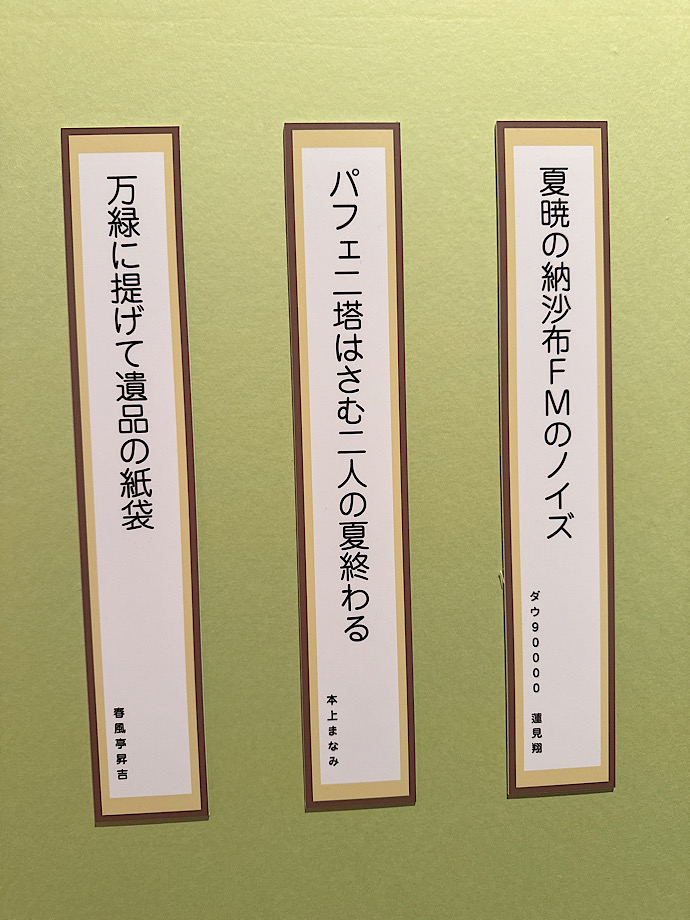 夏暁の納沙布FMのノイズ
ダウ90000 蓮見翔
パフェ二塔はさむ二人の夏終わる
本上まなみ
万緑に提げて遺品の紙袋
春風亭昇吉